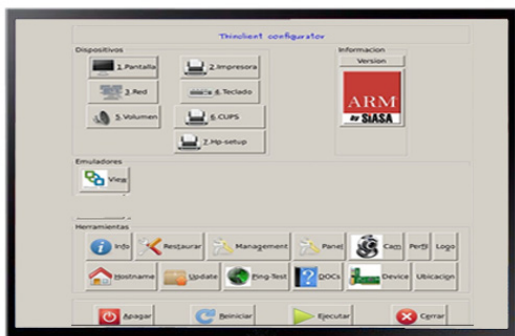 Thinclient configurator
Dispositivos
Informacion
1.Pantalla
2.Impresora
Version
3.Red
4.Teclado
ARM
by SiASA
5.Volumen
6.CUPS
7.Hp-setup
Emuladores
View
Herramientas
Info
Restaurar
Management
Panel
Cam
Perfil
Logo
Hostname
Update
Ping-Test
DOCs
Device
Ubicacion
Apagar
Reiniciar
Ejecutar
Cerrar